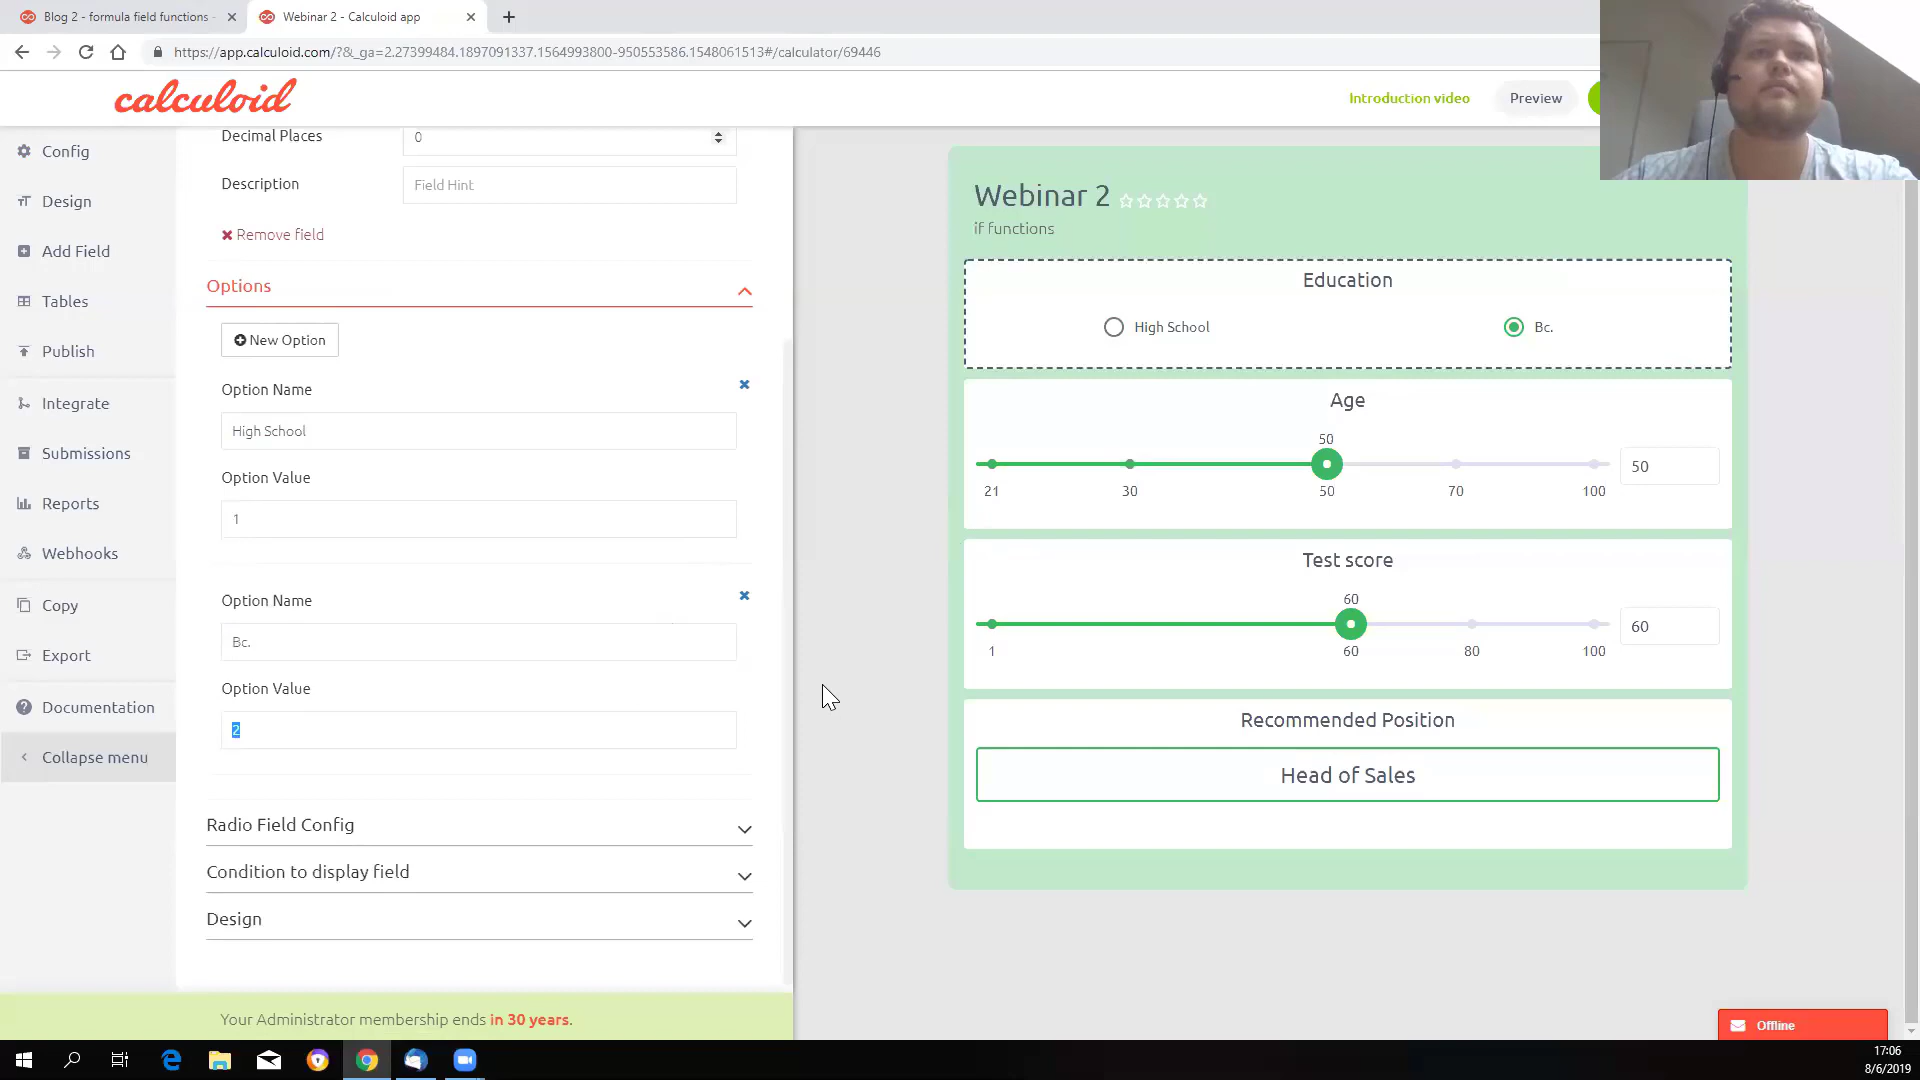 Blog 2 - formula field functions -
Webinar 2 - Calculoid app
https://app.calculoid.com/?&_ga=2.27399484.1897091337.1564993800-950553586.1548061513#/calculator/69446
calculoid
Introduction video
Preview
Config
Design
Add Field
Tables
Publish
Integrate
Submissions
Reports
Webhooks
Copy
Export
Documentation
Collapse menu
Decimal Places
0
Description
Field Hint
Remove field
Options
New Option
Option Name
High School
Option Value
1
Option Name
Bc.
Option Value
2
Radio Field Config
Condition to display field
Design
Your Administrator membership ends in 30 years.
Webinar 2
if functions
Education
High School
Bc.
Age
50
50
21 30 50 70 100
Test score
60
60
1 60 80 100
Recommended Position
Head of Sales
Offline
17:06
8/6/2019